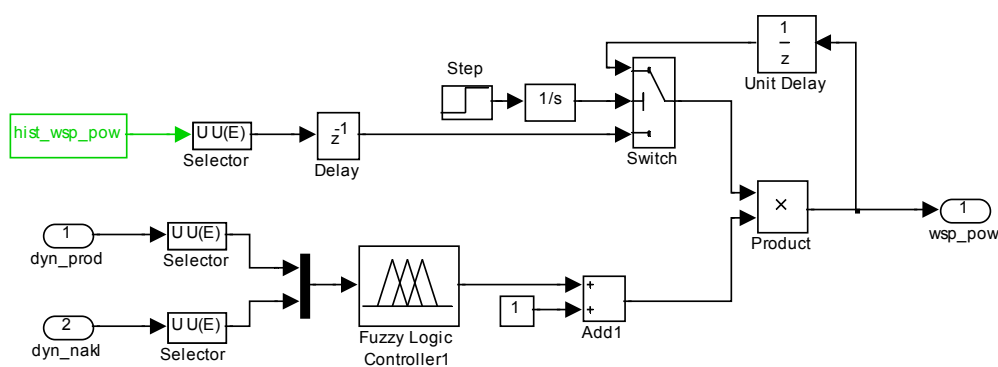 1
z
Unit Delay
Step
1/s
hist_wsp_pow
U U(E)
Selector
z-1
Delay
Switch
×
Product
1
wsp_pow
1
dyn_prod
U U(E)
Selector
2
dyn_nakl
U U(E)
Selector
Fuzzy Logic
Controller1
1
+
+
Add1